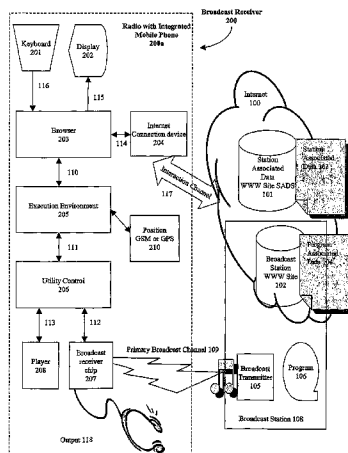 Broadcast Receiver
200
Radio with Integrated
Mobile Phone
200a
Keyboard
201
Display
202
116
115
Browser
203
114
Internet
Connection device
204
Internet
100
110
Interaction Channel
117
Station
Associated
Data
WWW Site SADS
101
Station
Associated
Data
Execution Environment
205
Position
GSM or GPS
210
111
Program
Associated
Broadcast
Station
WWW Site
102
Utility Control
206
113
112
Primary Broadcast Channel 109
Player
208
Broadcast
receiver
chip
207
Broadcast
Transmitter
105
Program
106
Broadcast Station 108
Output 118